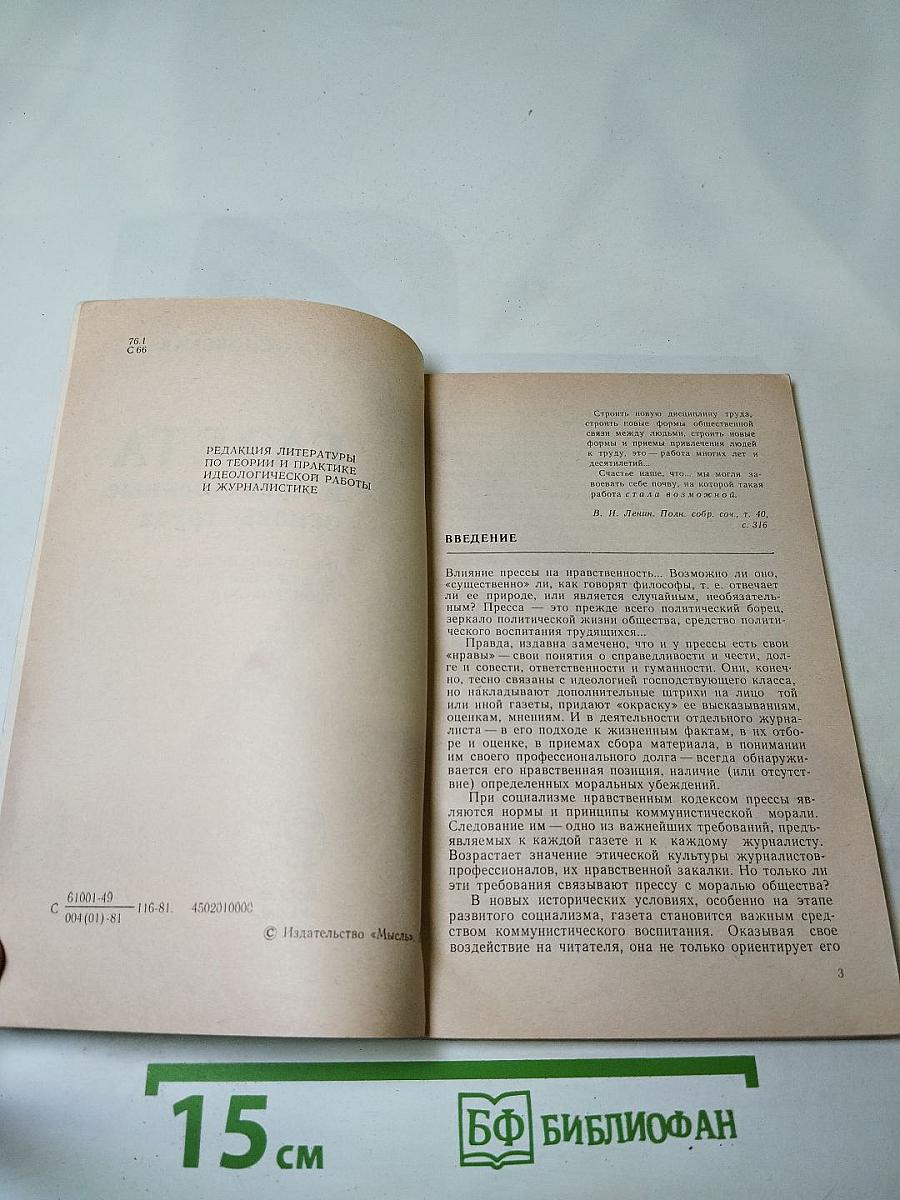 76.1
С 66
РЕДАКЦИЯ ЛИТЕРАТУРЫ
ПО ТЕОРИИ И ПРАКТИКЕ
ИДЕОЛОГИЧЕСКОЙ РАБОТЫ
И ЖУРНАЛИСТИКЕ
61001-49
С ———— 116-81. 4502010000
004(01)-81
© Издательство «Мысль».
Строить новую дисциплину труда,
строить новые формы общественной
связи между людьми, строить новые
формы и приемы привлечения людей
к труду, это — работа многих лет и
десятилетий...
Счастье наше, что... мы могли за-
воевать себе почву, на которой такая
работа стала возможной.
В. И. Ленин. Полн. собр. соч., т. 40,
с. 316
ВВЕДЕНИЕ
Влияние прессы на нравственность... Возможно ли оно,
«существенно» ли, как говорят философы, т. е. отвечает
ли ее природе, или является случайным, необязатель-
ным? Пресса — это прежде всего политический борец,
зеркало политической жизни общества, средство полити-
ческого воспитания трудящихся...
Правда, издавна замечено, что и у прессы есть свои
«нравы» — свои понятия о справедливости и чести, дол-
ге и совести, ответственности и гуманности. Они, конеч-
но, тесно связаны с идеологией господствующего класса,
но накладывают дополнительные штрихи на лицо той
или иной газеты, придают «окраску» ее высказываниям,
оценкам, мнениям. И в деятельности отдельного журна-
листа — в его подходе к жизненным фактам, в их отбо-
ре и оценке, в приемах сбора материала, в понимании
им своего профессионального долга — всегда обнаружи-
вается его нравственная позиция, наличие (или отсутст-
вие) определенных моральных убеждений.
При социализме нравственным кодексом прессы яв-
ляются нормы и принципы коммунистической морали.
Следование им — одно из важнейших требований, предъ-
являемых к каждой газете и к каждому журналисту.
Возрастает значение этической культуры журналистов-
профессионалов, их нравственной закалки. Но только ли
эти требования связывают прессу с моралью общества?
В новых исторических условиях, особенно на этапе
развитого социализма, газета становится важным сред-
ством коммунистического воспитания. Оказывая свое
воздействие на читателя, она не только ориентирует его
3
15 см
БФ БИБЛИОФАН